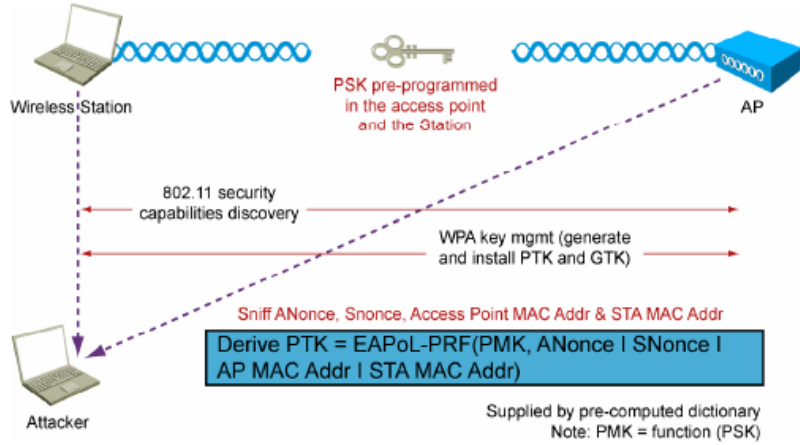 PSK pre-programmed
in the access point
and the Station
Wireless Station
AP
802.11 security
capabilities discovery
WPA key mgmt (generate
and install PTK and GTK)
Sniff ANonce, Snonce, Access Point MAC Addr & STA MAC Addr
Derive PTK = EAPoL-PRF(PMK, ANonce I SNonce I
AP MAC Addr I STA MAC Addr)
Attacker
Supplied by pre-computed dictionary
Note: PMK = function (PSK)